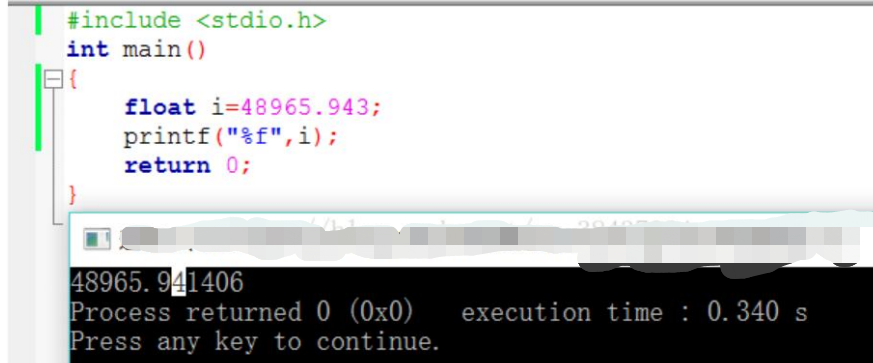 #include <stdio.h>
int main()
{
float i=48965.943;
printf("%f",i);
return 0;
}
48965.941406
Process returned 0 (0x0) execution time : 0.340 s
Press any key to continue.